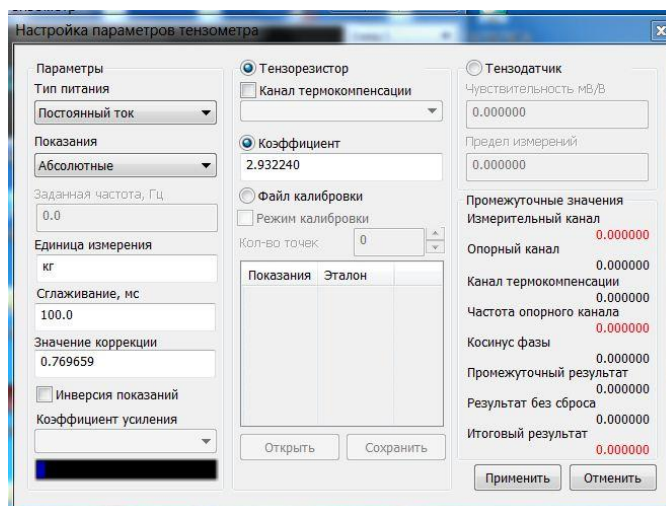 Настройка параметров тензометра
Параметры
Тип питания
Постоянный ток
Показания
Абсолютные
Заданная частота, Гц
0.0
Единица измерения
кг
Сглаживание, мс
100.0
Значение коррекции
0.769659
Инверсия показаний
Коэффициент усиления
Тензорезистор
Канал термокомпенсации
Коэффициент
2.932240
Файл калибровки
Режим калибровки
Кол-во точек
0
Показания Эталон
Открыть Сохранить
Тензодатчик
Чувствительность мВ/В
0.000000
Предел измерений
0.000000
Промежуточные значения
Измерительный канал
0.000000
Опорный канал
0.000000
Канал термокомпенсации
0.000000
Частота опорного канала
0.000000
Косинус фазы
0.000000
Промежуточный результат
0.000000
Результат без сброса
0.000000
Итоговый результат
0.000000
Применить Отменить